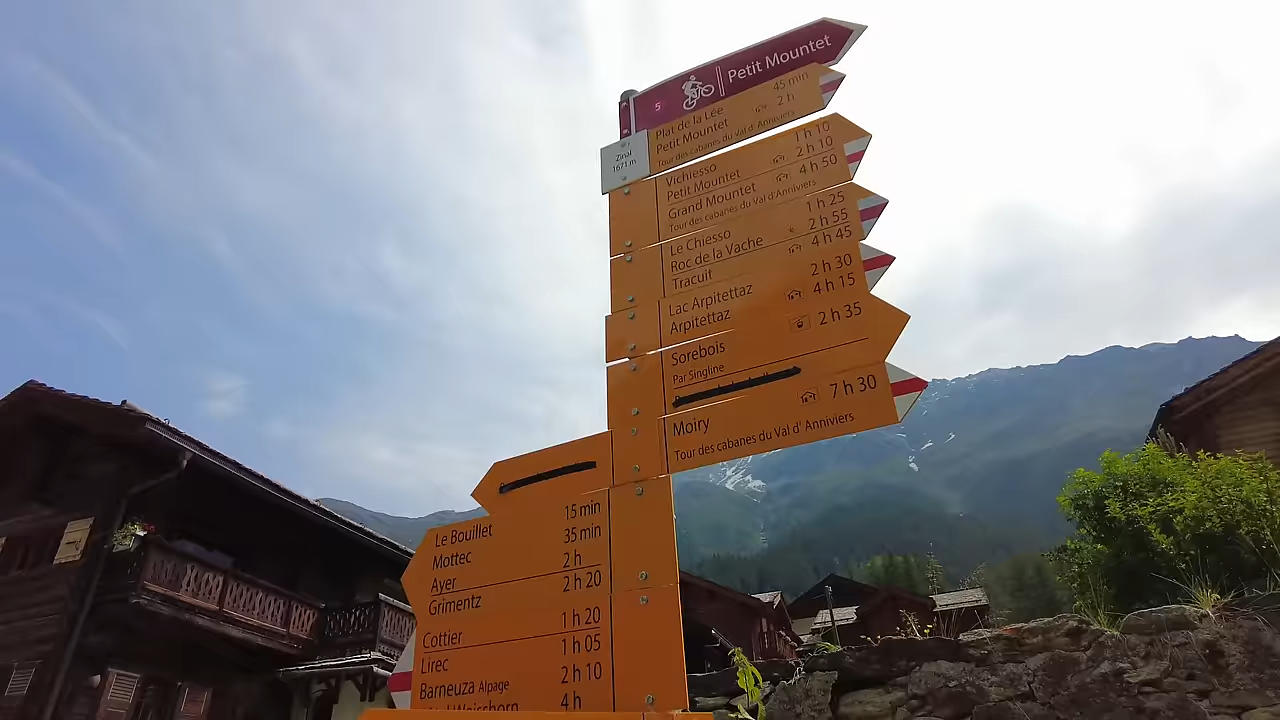 5 Petit Mountet
Zinal
1671 m
Plat de la Lée 45 min
Petit Mountet 2 h
Tour des cabanes du Val d'Anniviers
Vichiesso 1 h 10
Petit Mountet 2 h 10
Grand Mountet 4 h 50
Tour des cabanes du Val d'Anniviers
Le Chiesso 1 h 25
Roc de la Vache 2 h 55
Tracuit 4 h 45
Lac Arpitettaz 2 h 30
Arpitettaz 4 h 15
Sorebois 2 h 35
Par Singline
Moiry 7 h 30
Tour des cabanes du Val d' Anniviers
Le Bouillet 15 min
Mottec 35 min
Ayer 2 h
Grimentz 2 h 20
Cottier 1 h 20
Lirec 1 h 05
Barneuza Alpage 2 h 10
Weisshorn 4 h